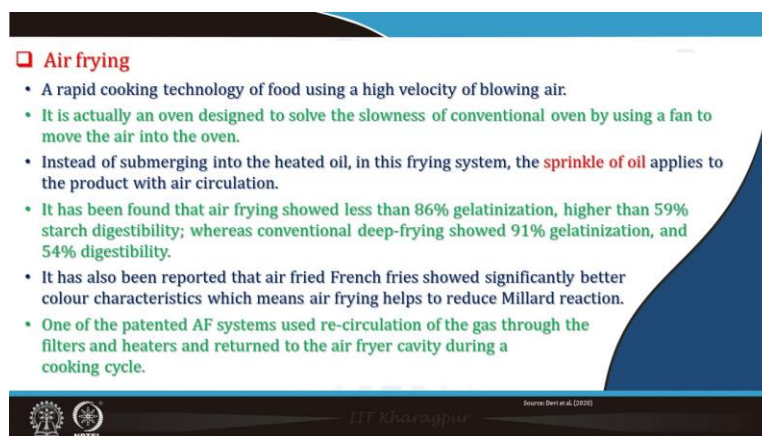 ❑ Air frying
• A rapid cooking technology of food using a high velocity of blowing air.
• It is actually an oven designed to solve the slowness of conventional oven by using a fan to
move the air into the oven.
• Instead of submerging into the heated oil, in this frying system, the sprinkle of oil applies to
the product with air circulation.
• It has been found that air frying showed less than 86% gelatinization, higher than 59%
starch digestibility; whereas conventional deep-frying showed 91% gelatinization, and
54% digestibility.
• It has also been reported that air fried French fries showed significantly better
colour characteristics which means air frying helps to reduce Millard reaction.
• One of the patented AF systems used re-circulation of the gas through the
filters and heaters and returned to the air fryer cavity during a
cooking cycle.
Source: Devi et al. (2020)
IIT Kharagpur
NPTEL